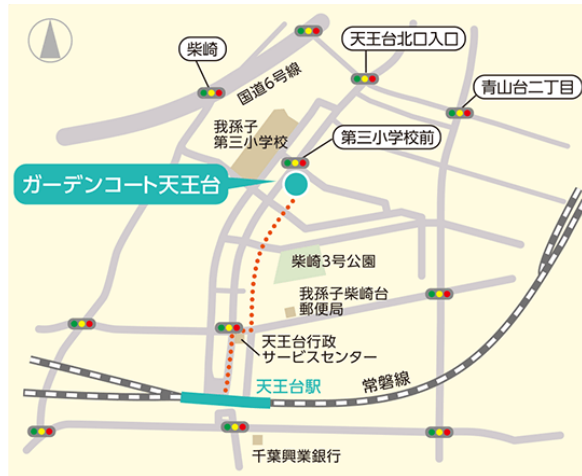 柴崎
天王台北口入口
国道6号線
青山台二丁目
我孫子
第三小学校
第三小学校前
ガーデンコート天王台
柴崎3号公園
我孫子柴崎台
郵便局
天王台行政
サービスセンター
天王台駅
常磐線
千葉興業銀行